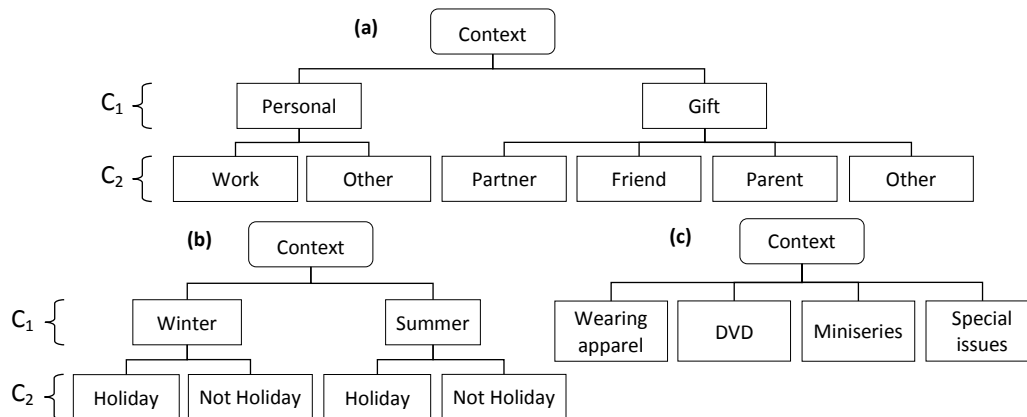 (a)
Context
C1
Personal
Gift
C2
Work
Other
Partner
Friend
Parent
Other
(b)
Context
C1
Winter
Summer
C2
Holiday
Not Holiday
Holiday
Not Holiday
(c)
Context
Wearing
apparel
DVD
Miniseries
Special
issues